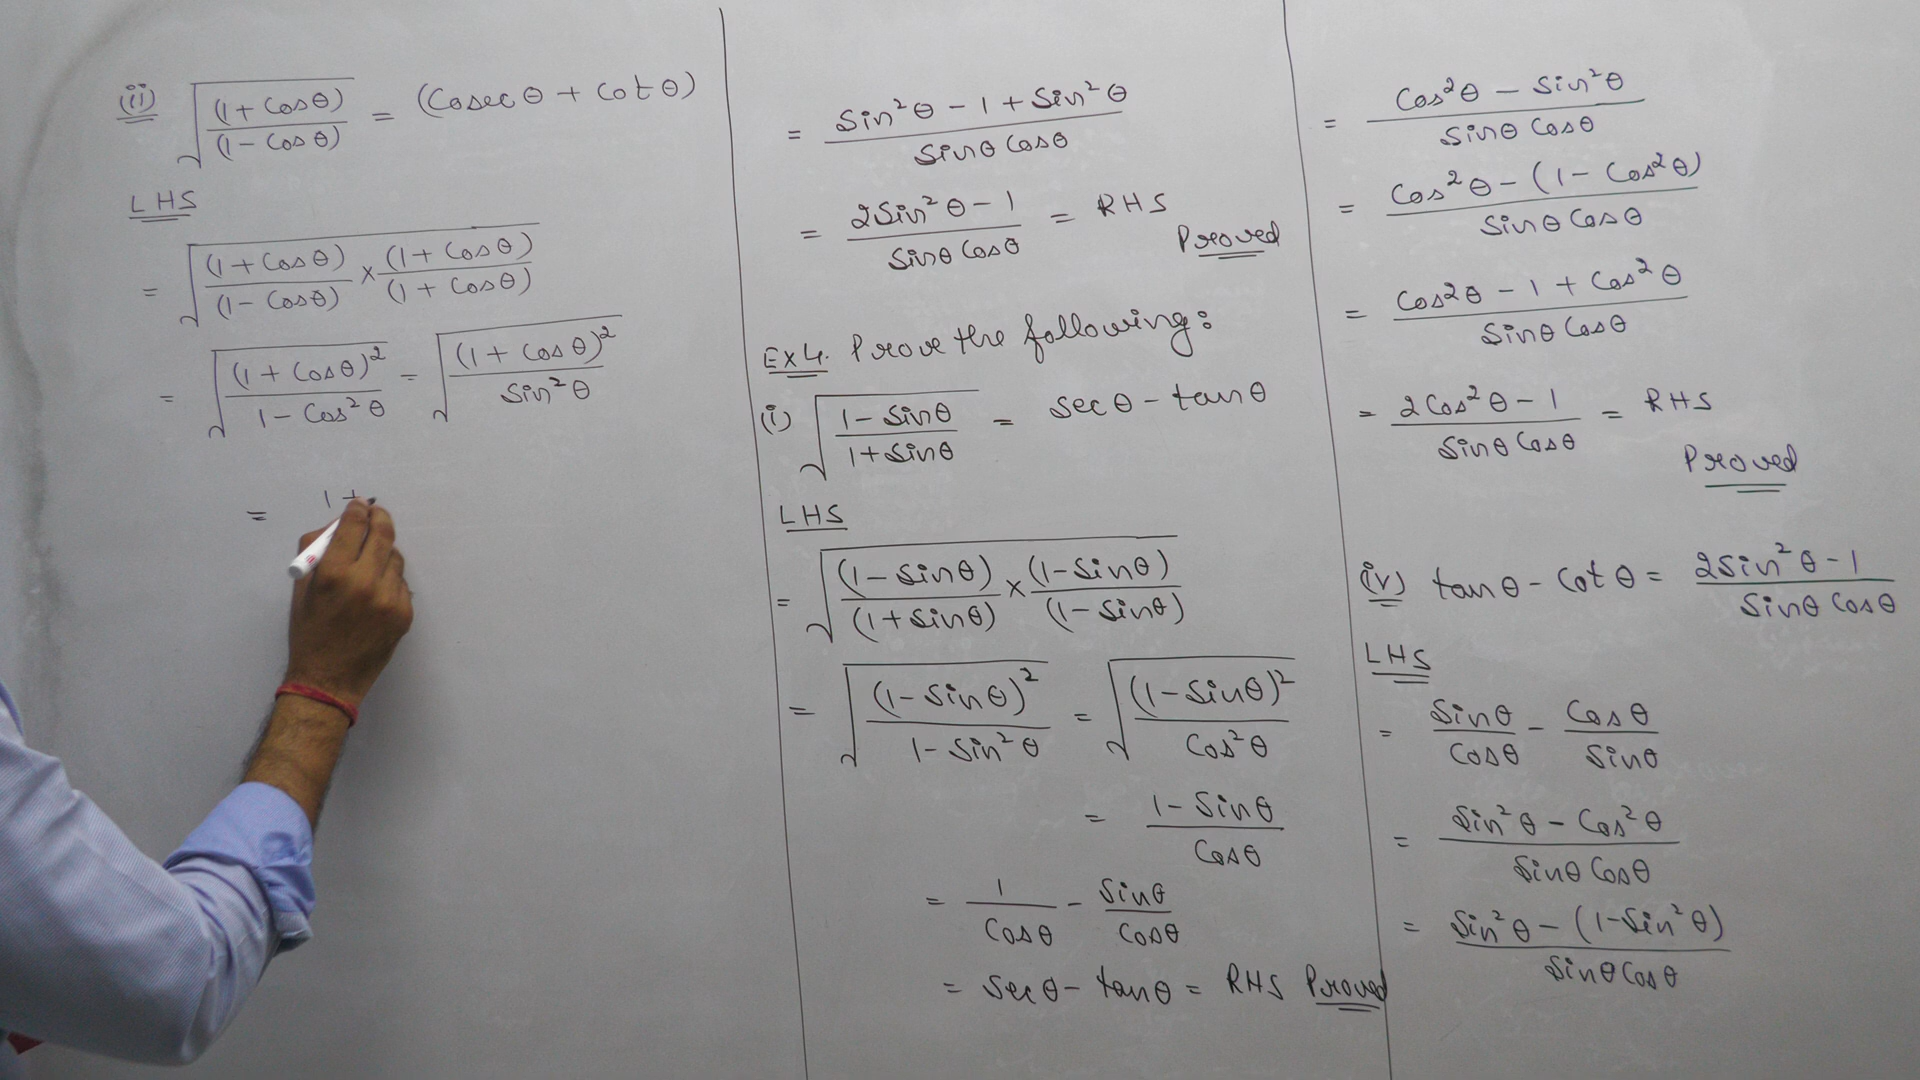 (ii) √((1 + Cosθ)/(1 - Cosθ)) = (Cosecθ + Cotθ)
LHS
= √((1 + Cosθ)/(1 - Cosθ) × (1 + Cosθ)/(1 + Cosθ))
= √((1 + Cosθ)²/(1 - Cos²θ)) = √((1 + Cosθ)²/Sin²θ)
= 1 +
= (Sin²θ - 1 + Sin²θ)/(Sinθ Cosθ)
= (2Sin²θ - 1)/(Sinθ Cosθ) = RHS
Proved
Ex4. Prove the following:
(i) √((1 - Sinθ)/(1 + Sinθ)) = Secθ - tanθ
LHS
= √((1 - Sinθ)/(1 + Sinθ) × (1 - Sinθ)/(1 - Sinθ))
= √((1 - Sinθ)²/(1 - Sin²θ)) = √((1 - Sinθ)²/Cos²θ)
= (1 - Sinθ)/Cosθ
= 1/Cosθ - Sinθ/Cosθ
= Secθ - tanθ = RHS Proved
= (Cos²θ - Sin²θ)/(Sinθ Cosθ)
= (Cos²θ - (1 - Cos²θ))/(Sinθ Cosθ)
= (Cos²θ - 1 + Cos²θ)/(Sinθ Cosθ)
= (2Cos²θ - 1)/(Sinθ Cosθ) = RHS
Proved
(iv) tanθ - Cotθ = (2Sin²θ - 1)/(Sinθ Cosθ)
LHS
= Sinθ/Cosθ - Cosθ/Sinθ
= (Sin²θ - Cos²θ)/(Sinθ Cosθ)
= (Sin²θ - (1 - Sin²θ))/(Sinθ Cosθ)